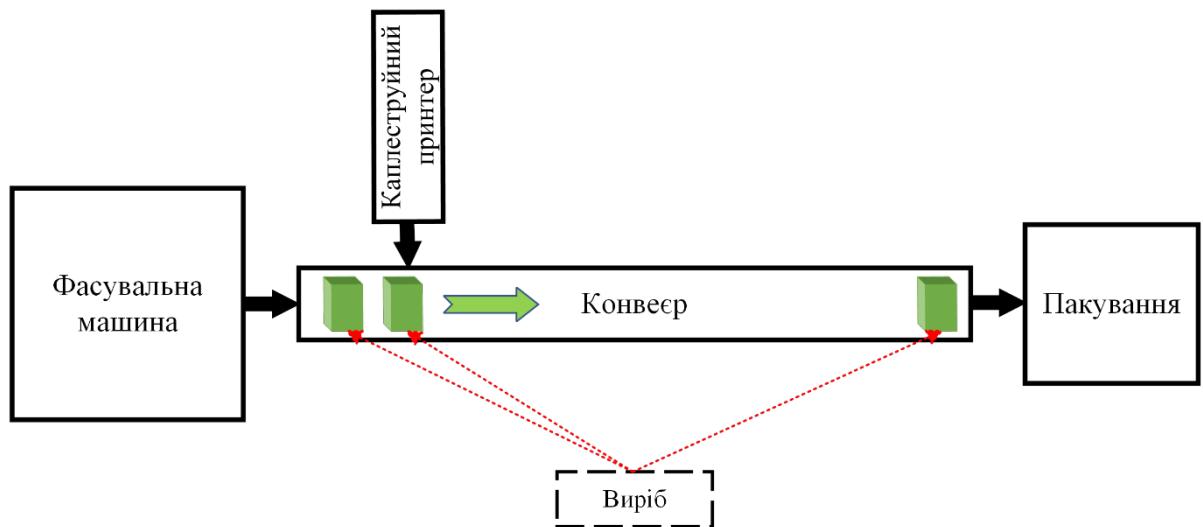 Каплеструйний
принтер
Фасувальна
машина
Конвеєр
Пакування
Виріб